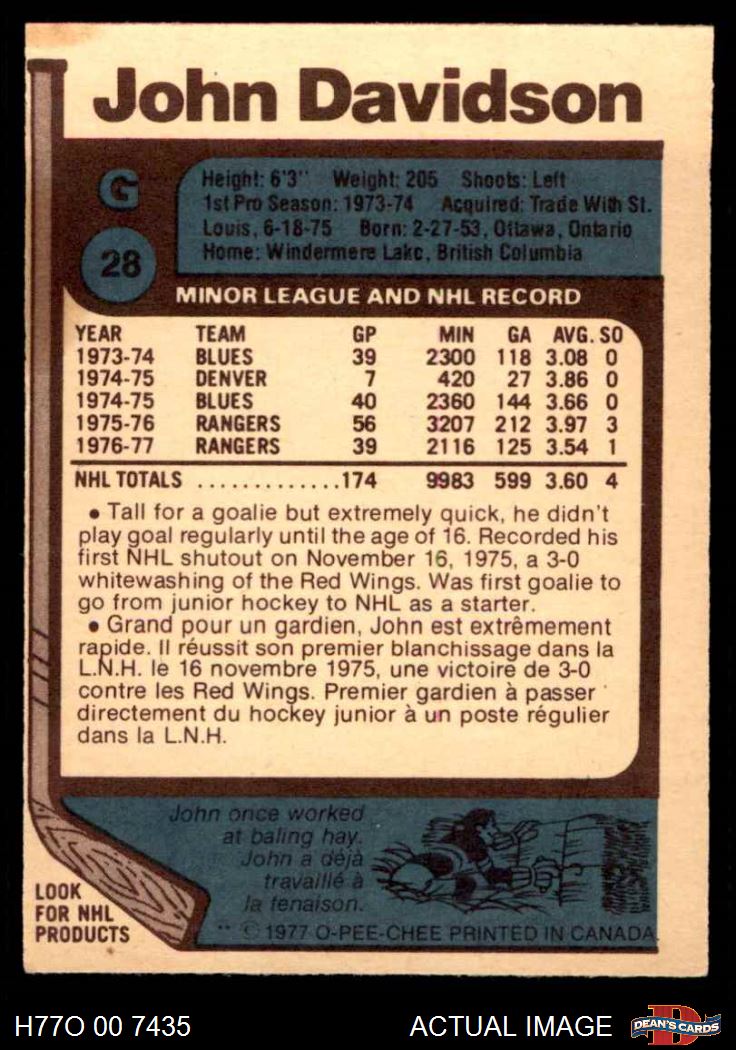 John Davidson
G
28
Height: 6'3" Weight: 205 Shoots: Left
1st Pro Season: 1973-74 Acquired: Trade With St.
Louis, 6-18-75 Born: 2-27-53, Ottawa, Ontario
Home: Windermere Lake, British Columbia
MINOR LEAGUE AND NHL RECORD
YEAR TEAM GP MIN GA AVG. SO
1973-74 BLUES 39 2300 118 3.08 0
1974-75 DENVER 7 420 27 3.86 0
1974-75 BLUES 40 2360 144 3.66 0
1975-76 RANGERS 56 3207 212 3.97 3
1976-77 RANGERS 39 2116 125 3.54 1
NHL TOTALS .............174 9983 599 3.60 4
• Tall for a goalie but extremely quick, he didn't
play goal regularly until the age of 16. Recorded his
first NHL shutout on November 16, 1975, a 3-0
whitewashing of the Red Wings. Was first goalie to
go from junior hockey to NHL as a starter.
• Grand pour un gardien, John est extrêmement
rapide. Il réussit son premier blanchissage dans la
L.N.H. le 16 novembre 1975, une victoire de 3-0
contre les Red Wings. Premier gardien à passer
directement du hockey junior à un poste régulier
dans la L.N.H.
John once worked
at baling hay.
John a déjà
travaillé à
la fenaison.
LOOK
FOR NHL
PRODUCTS
** © 1977 O-PEE-CHEE PRINTED IN CANADA
H77O 00 7435
ACTUAL IMAGE
DEAN'S CARDS